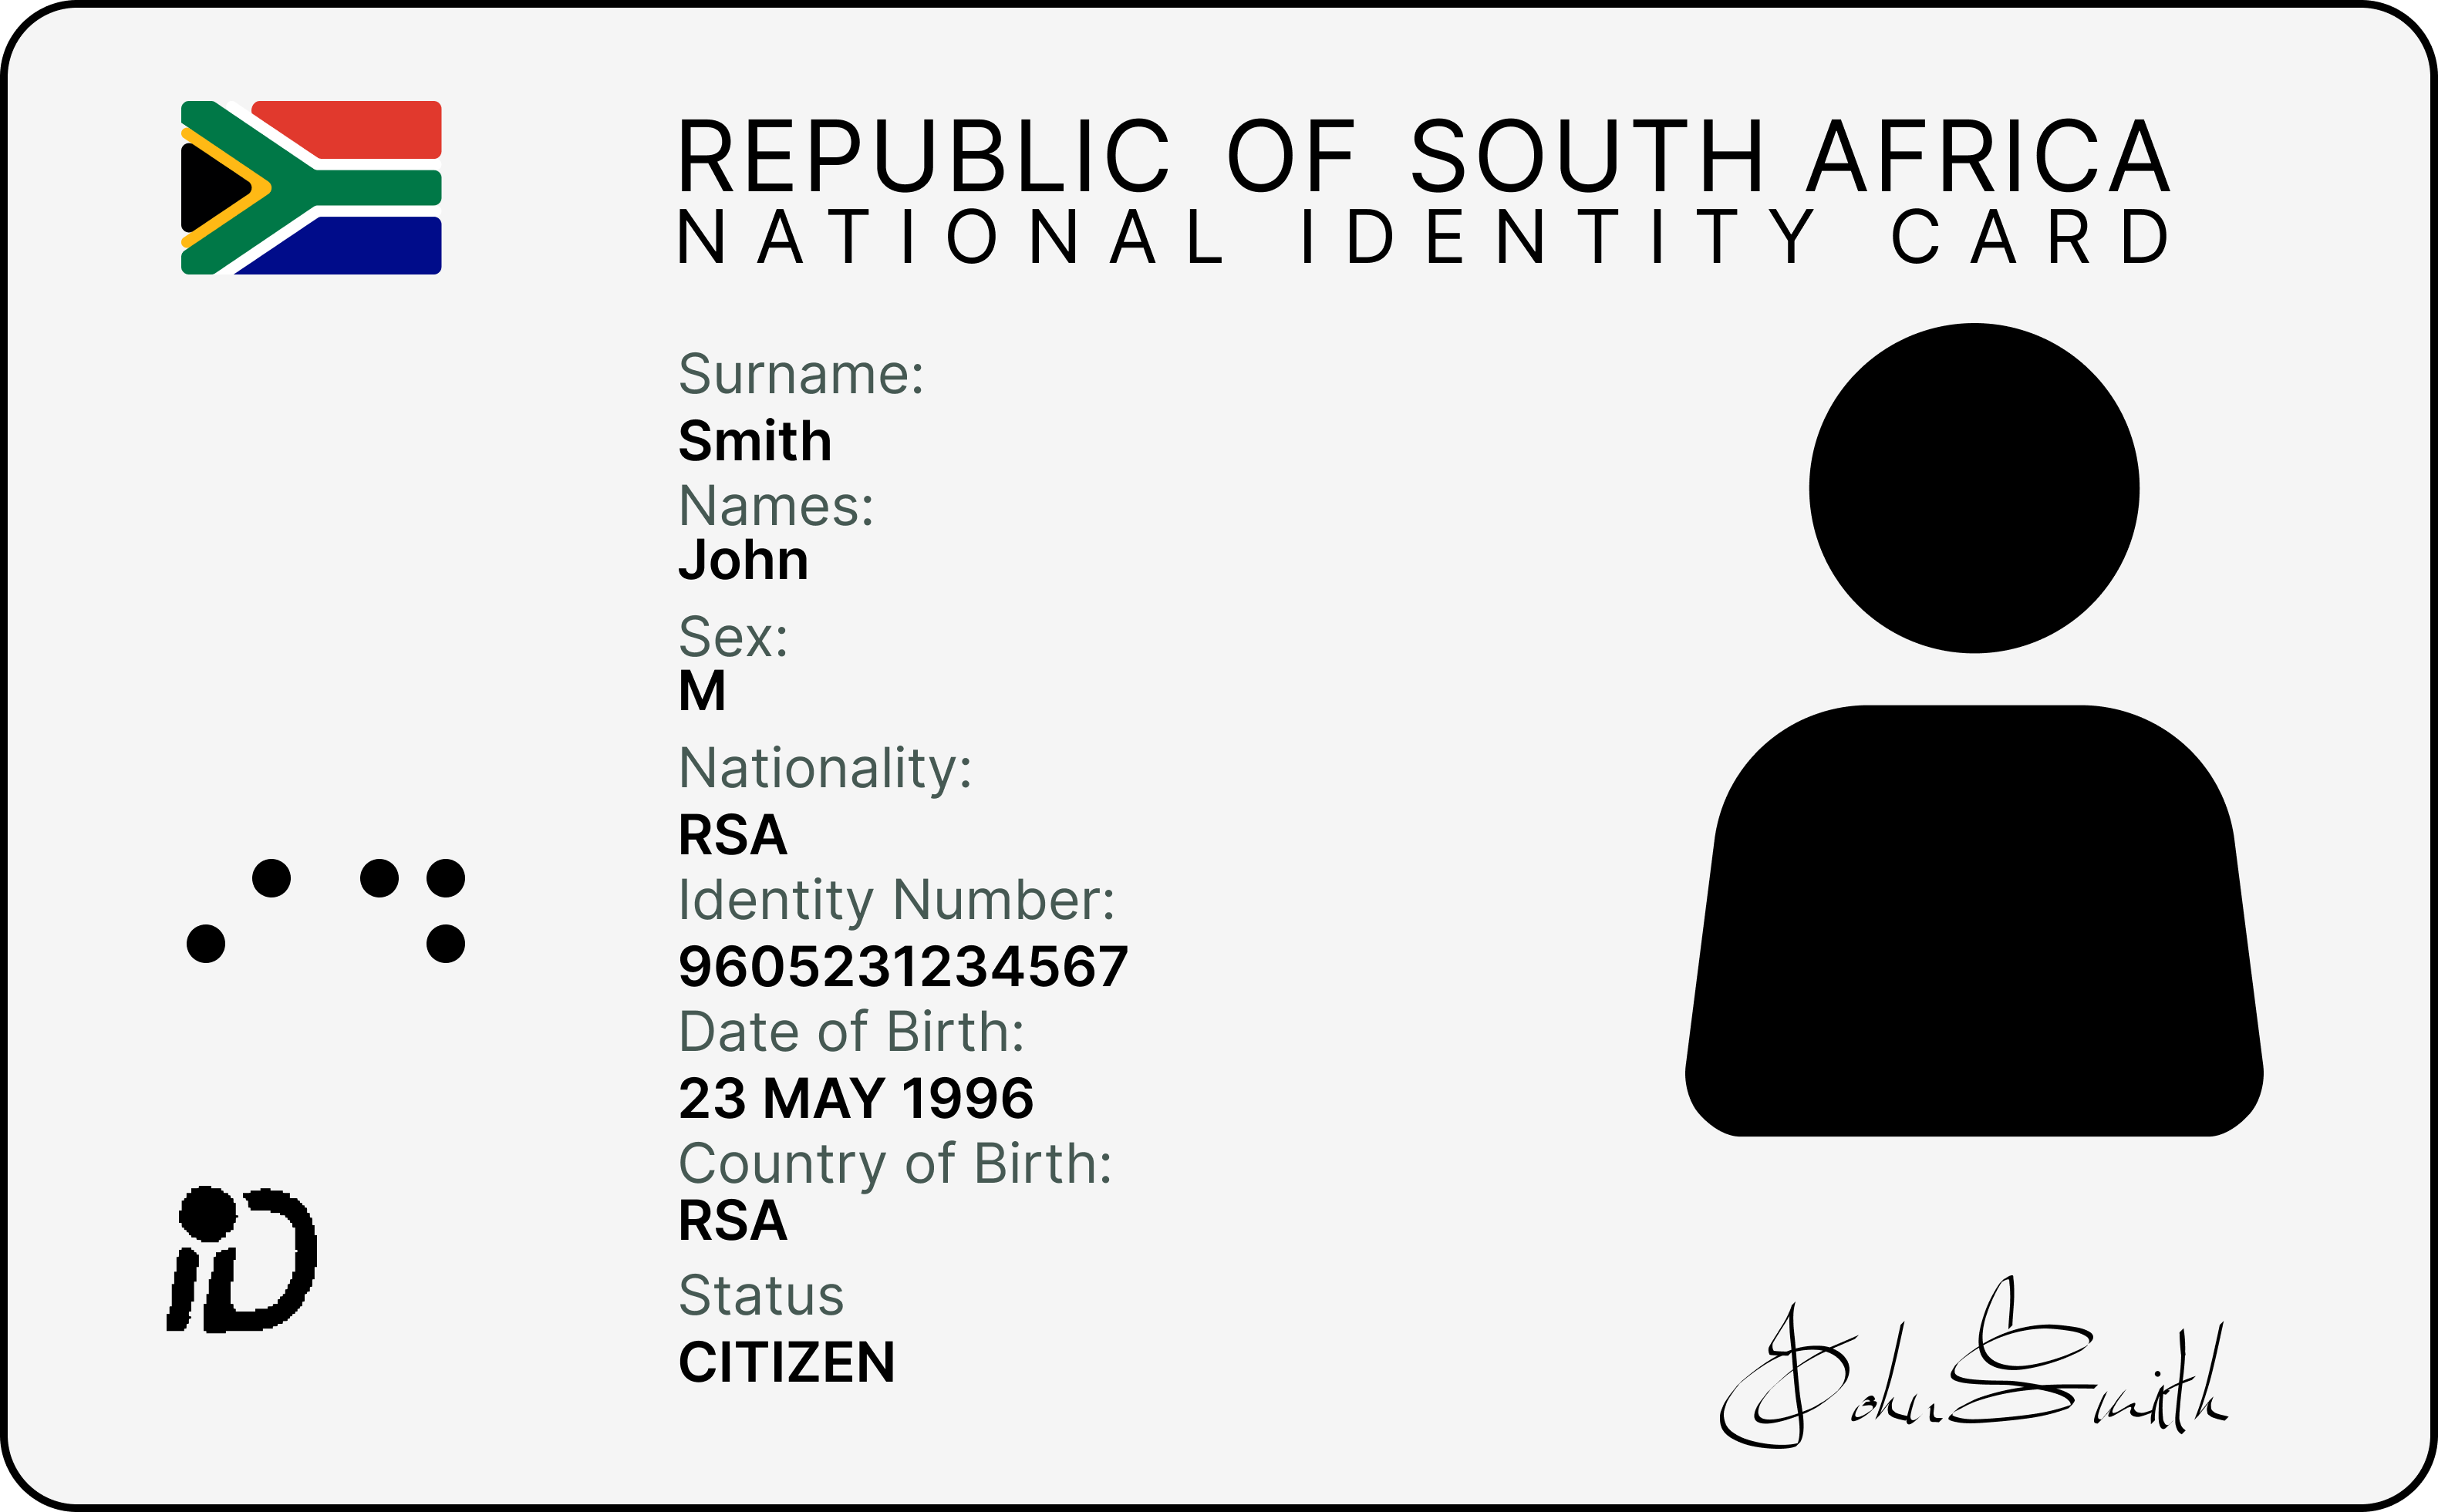 REPUBLIC OF SOUTH AFRICA
NATIONAL IDENTITY CARD
Surname:
Smith
Names:
John
Sex:
M
Nationality:
RSA
Identity Number:
9605231234567
Date of Birth:
23 MAY 1996
Country of Birth:
RSA
Status
CITIZEN
iD
John Smith